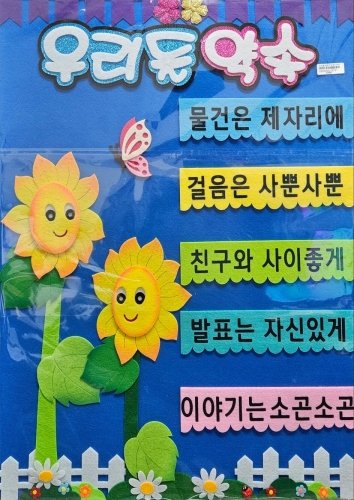 우리들 약속
물건은 제자리에
걸음은 사뿐사뿐
친구와 사이좋게
발표는 자신있게
이야기는소곤소곤